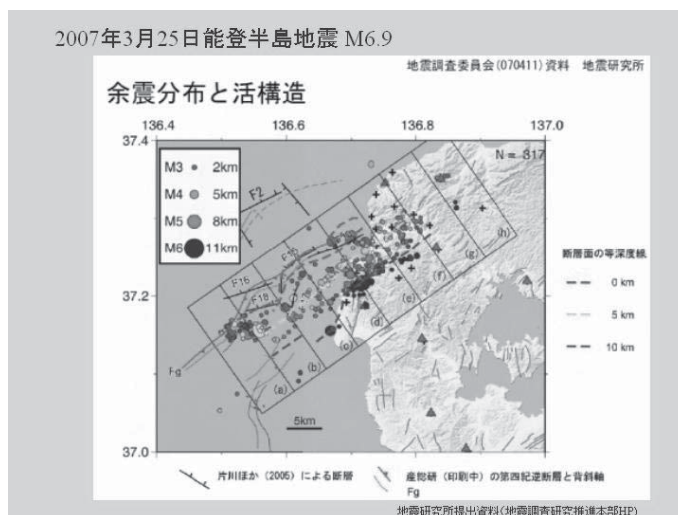 2007年3月25日能登半島地震 M6.9
地震調査委員会(070411)資料 地震研究所
余震分布と活構造
136.4 136.6 136.8 137.0
37.4
N = 317
M3 2km
M4 5km
M5 8km
M6 11km
F2
F15
F16
F18
37.2
Fg
(a)
(b)
(c)
(d)
(e)
(f)
(g)
(h)
断層面の等深度線
0 km
5 km
10 km
5km
37.0
片川ほか(2005)による断層
産総研(印刷中)の第四紀逆断層と背斜軸
Fg
地震研究所提出資料(地震調査研究推進本部HP)